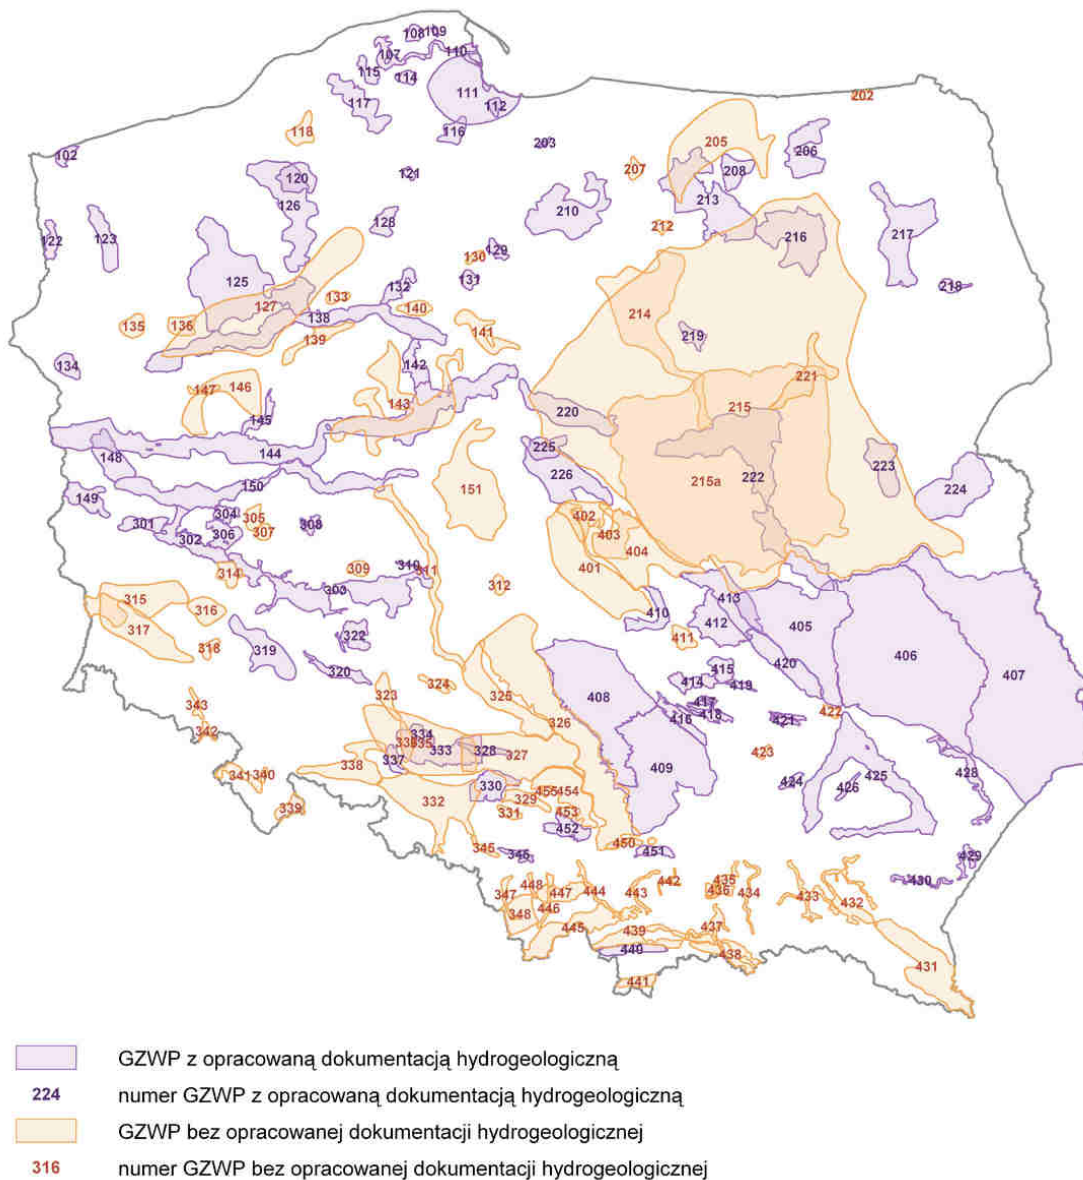 108 109
107 110
115 114
111
117 112
202
118 116
203 205 206
102
207 208
120 121
126 210 213
128 217
122 123 212 216
129
130
125 131 218
132
133
127 140 214
135 136 138 141 219
139
134 142 221
147 146 143 215
145 220
144 225
148 223
150 226 151 215a 222 224
149
304 305 308 402
301 306 307 403
302 404
314 309 310 311 401
303 312
315 316 410 413
317 412 405
322 411
318 319 420 406
320 408 415
324 414 419 407
323 325 417
343 416 418 421 422
342 326
334
335 333 328 327 423
337
338 409
341 340 330 424 426 425 428
332 455 454
339 329
331 453
452
345 450
346 451 429
430
347 448 447 444 443 442 435
436 434 433 432
348 446
445 439 437
440 438
441 431
GZWP z opracowaną dokumentacją hydrogeologiczną
224 numer GZWP z opracowaną dokumentacją hydrogeologiczną
GZWP bez opracowanej dokumentacji hydrogeologicznej
316 numer GZWP bez opracowanej dokumentacji hydrogeologicznej